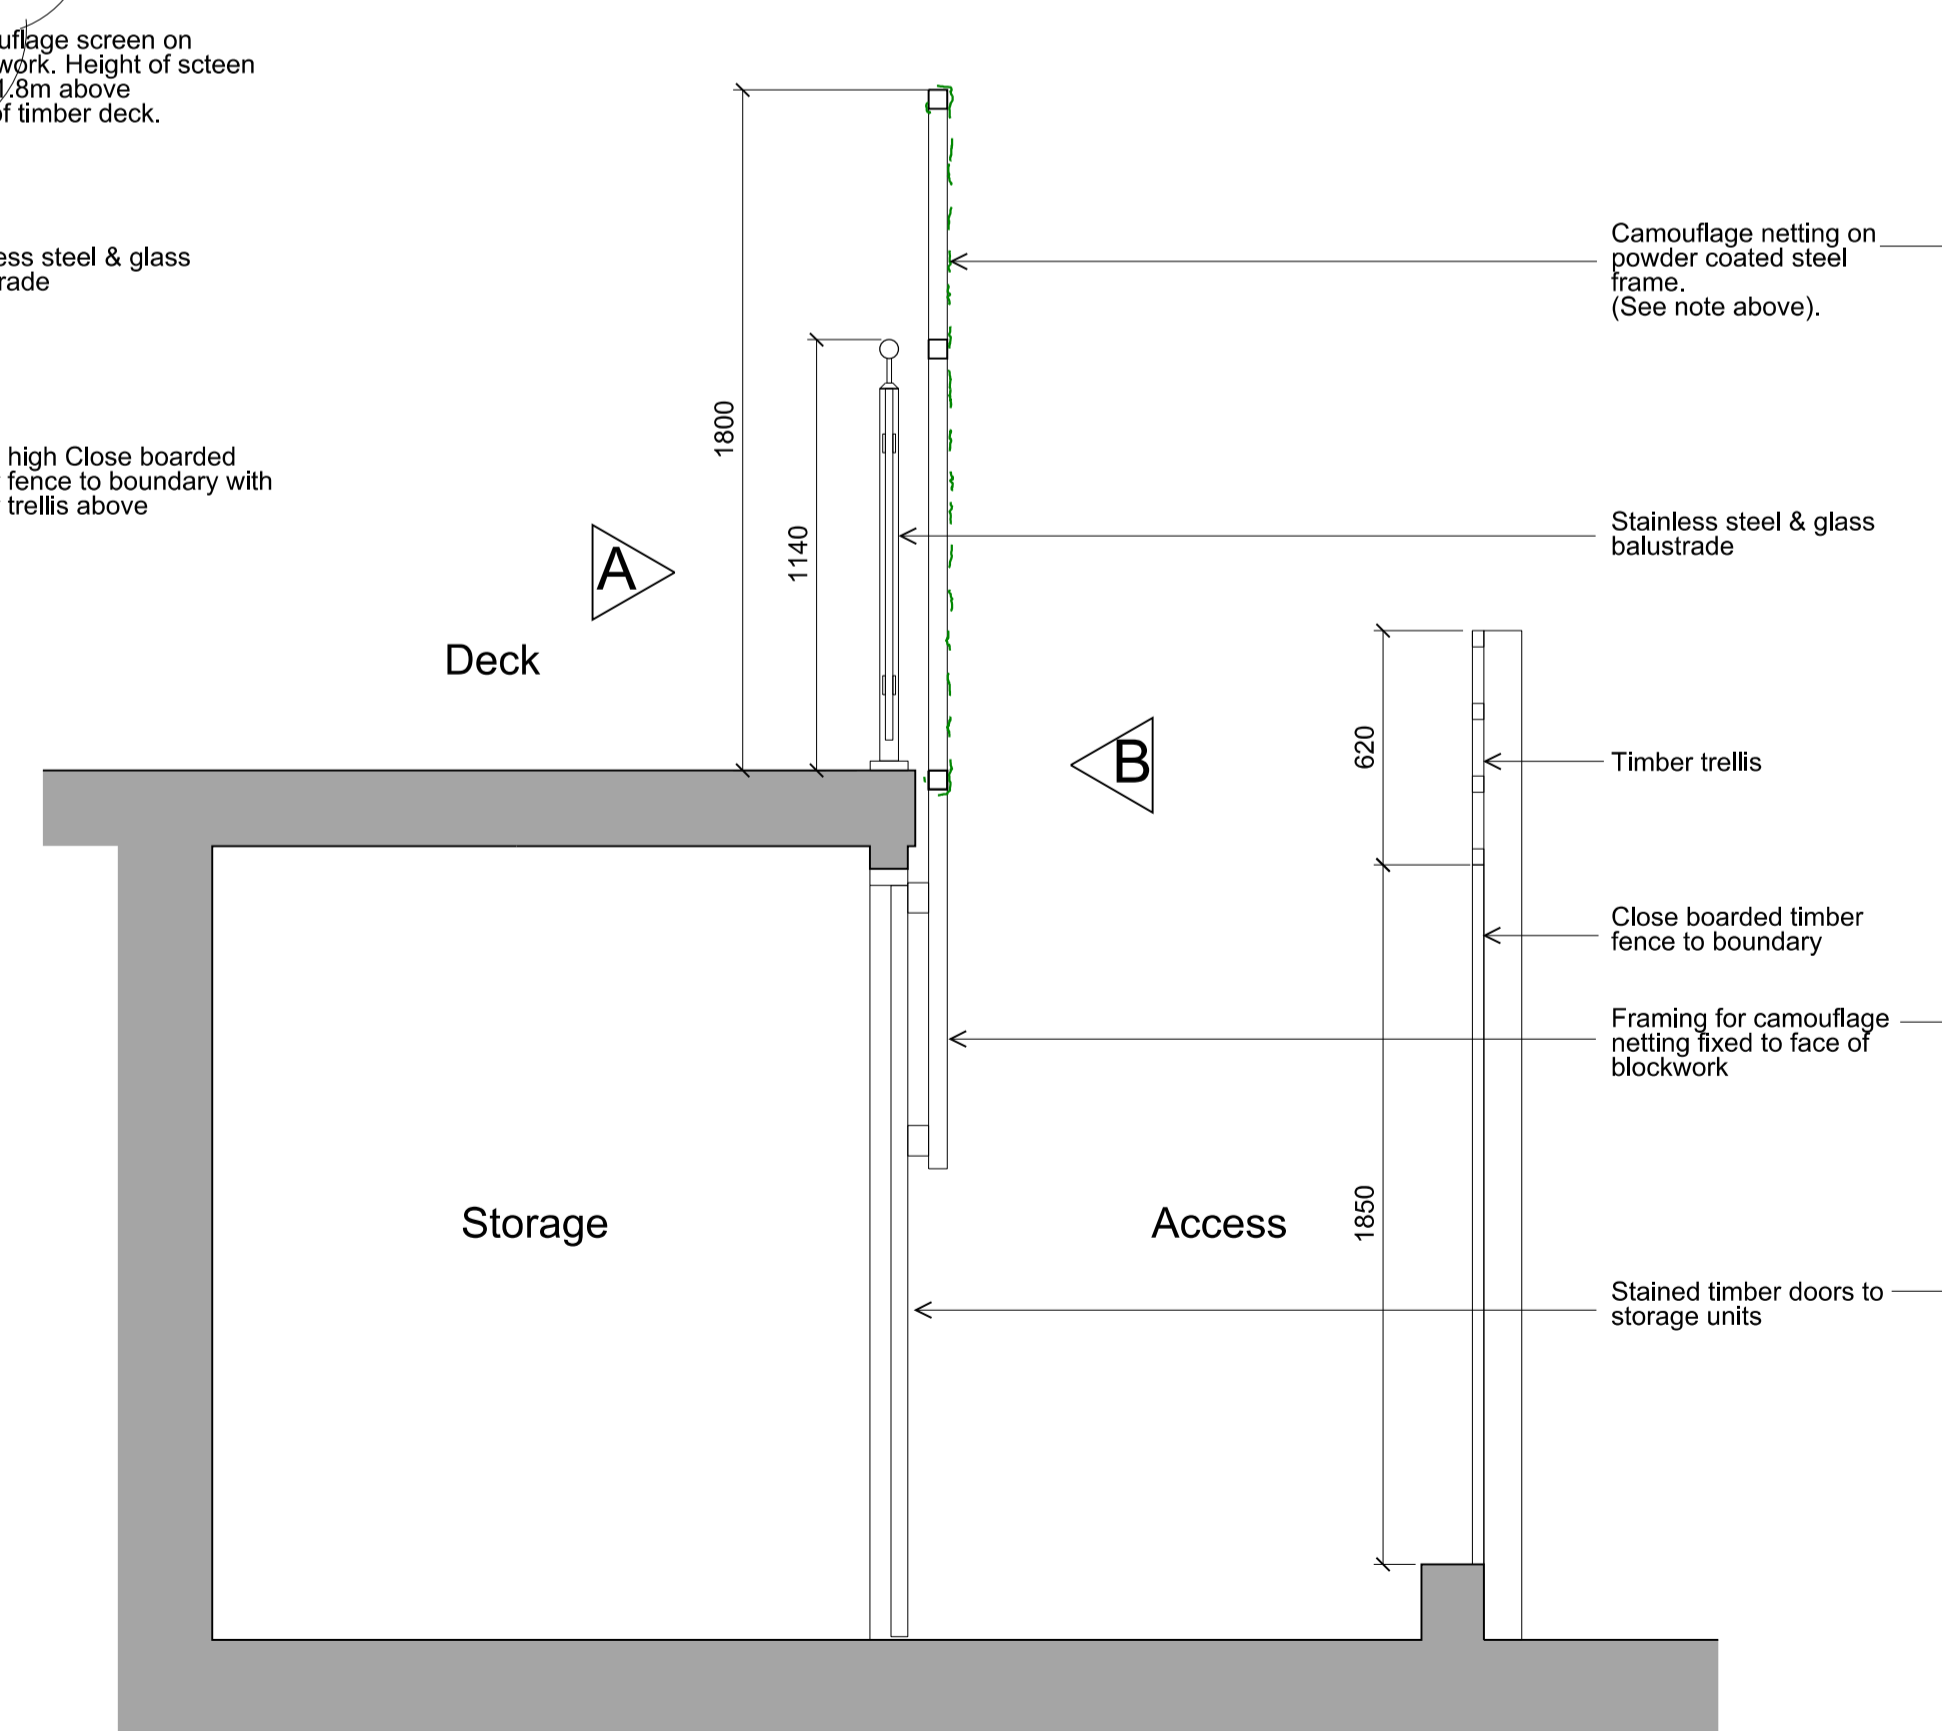 uflage screen on
work. Height of scteen
1.8m above
of timber deck.
ess steel & glass
rade
high Close boarded
fence to boundary with
trellis above
1800
1140
A
Deck
B
Camouflage netting on
powder coated steel
frame.
(See note above).
Stainless steel & glass
balustrade
620
Timber trellis
Close boarded timber
fence to boundary
Framing for camouflage
netting fixed to face of
blockwork
Storage
Access
1850
Stained timber doors to
storage units